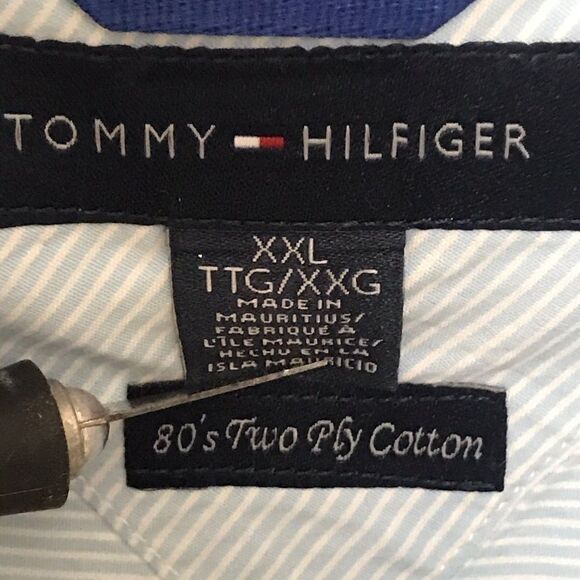 TOMMY HILFIGER
XXL
TTG/XXG
MADE IN
MAURITIUS/
FABRIQUÉ À
L'ÎLE MAURICE/
HECHO EN LA
ISLA MAURICIO
80's Two Ply Cotton